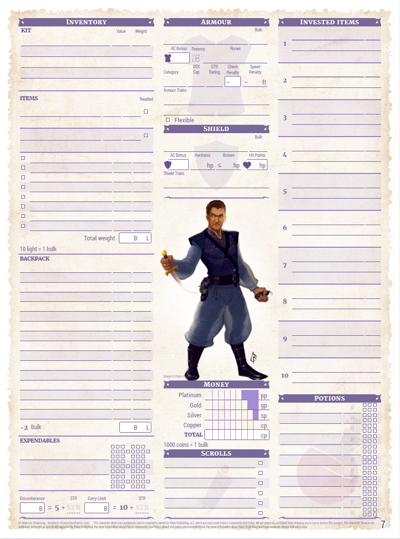 INVENTORY
KIT
Value Weight
ITEMS
Readied
Total weight B L
10 light = 1 bulk
BACKPACK
-2 Bulk B L
EXPENDABLES
Encumbrance STR Carry Limit STR
B = 5 + STR B = 10 + STR
ARMOUR
Bulk
AC Bonus Potency Runes
Category DEX Cap STR RTG Check Penalty Speed Penalty
- - ft
Armour Traits
Flexible
SHIELD
Bulk
AC Bonus Hardness Broken Hit Points
hp ≤ hp hp
Shield Traits
MONEY
Platinum pp
Gold gp
Silver sp
Copper cp
TOTAL cp
1000 coins = 1 bulk
SCROLLS
INVESTED ITEMS
1
2
3
4
5
6
7
8
9
10
POTIONS
7